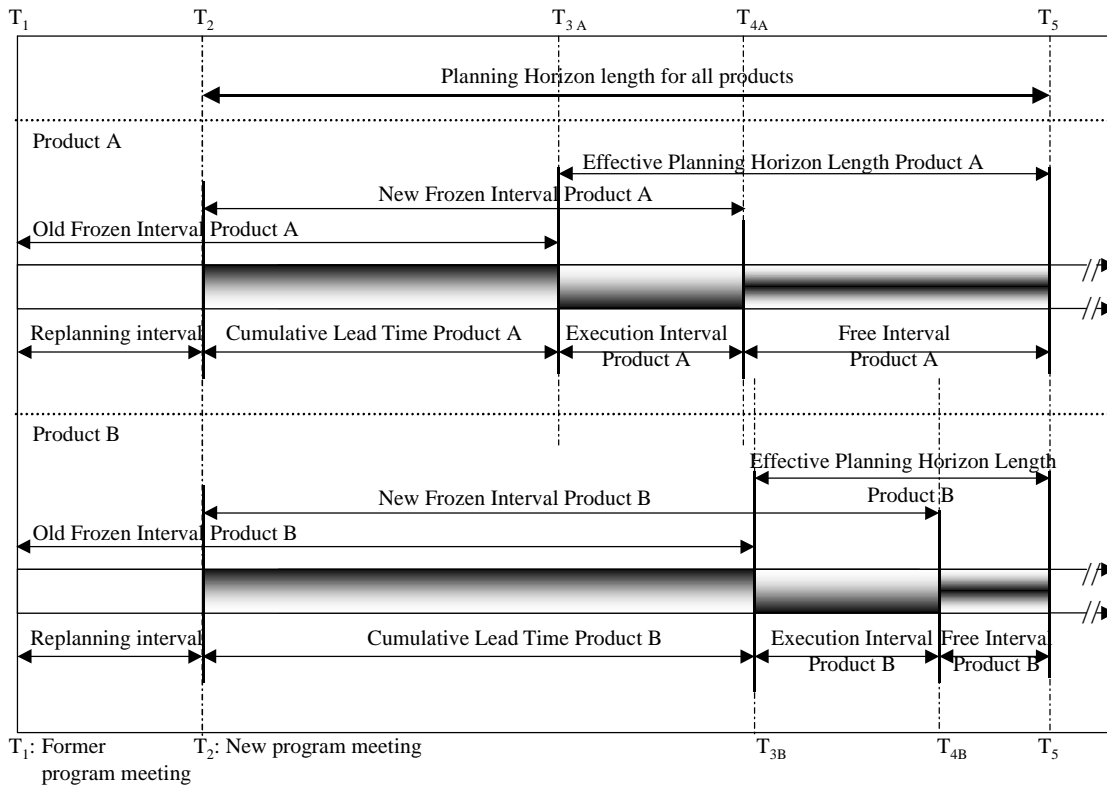 T1 T2 T3 A T4A T5
Planning Horizon length for all products
Product A
Effective Planning Horizon Length Product A
New Frozen Interval Product A
Old Frozen Interval Product A
Replanning interval
Cumulative Lead Time Product A
Execution Interval
Product A
Free Interval
Product A
Product B
Effective Planning Horizon Length
Product B
New Frozen Interval Product B
Old Frozen Interval Product B
Replanning interval
Cumulative Lead Time Product B
Execution Interval
Product B
Free Interval
Product B
T1: Former
program meeting
T2: New program meeting
T3B T4B T5